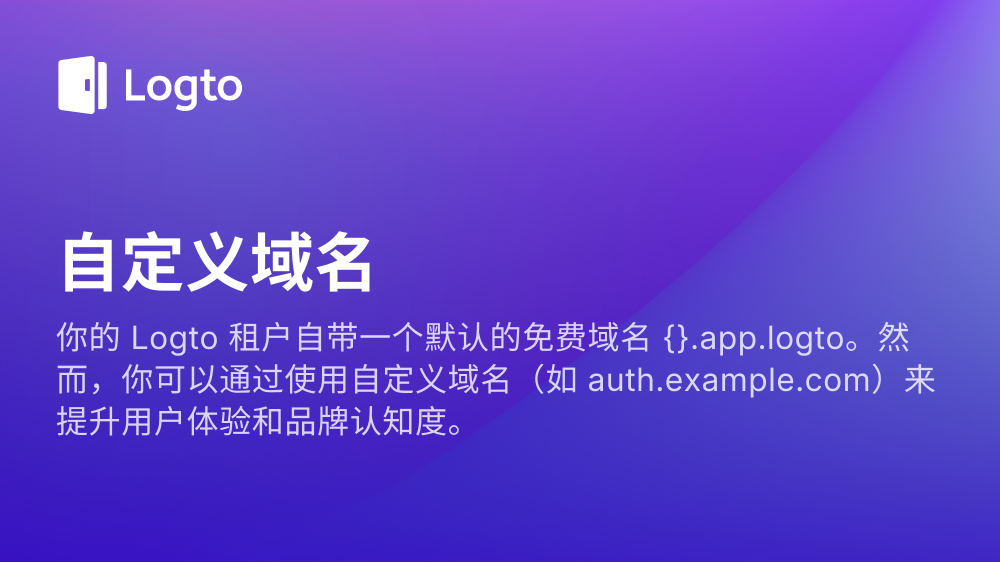 Logto
自定义域名
你的 Logto 租户自带一个默认的免费域名 {}.app.logto。然
而，你可以通过使用自定义域名（如 auth.example.com）来
提升用户体验和品牌认知度。